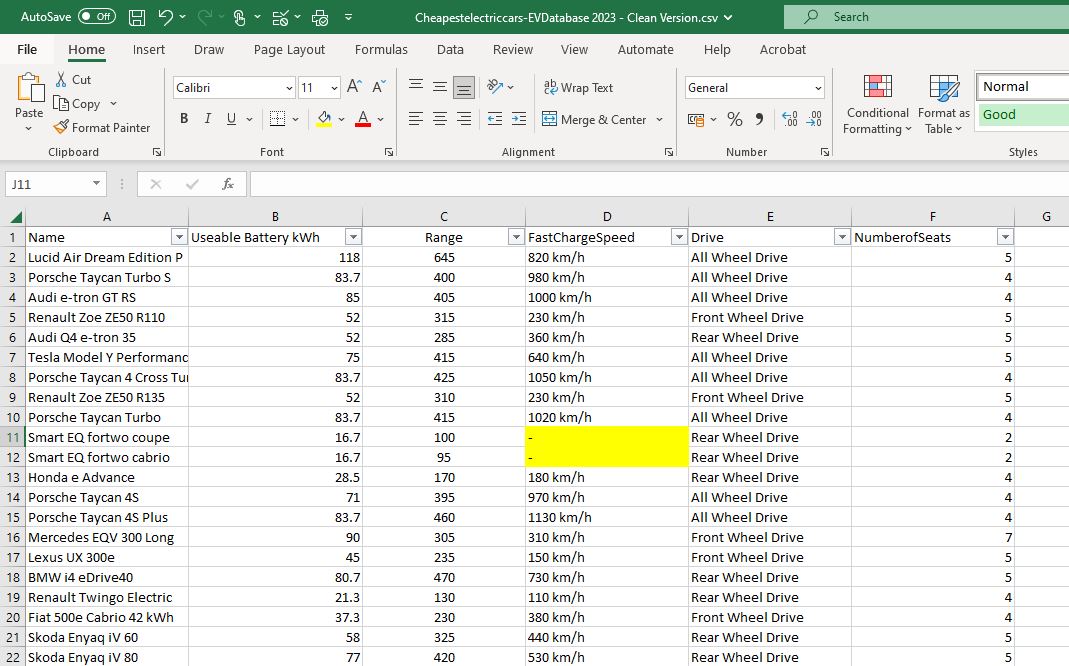 AutoSave Off Cheapestelectriccars-EVDatabase 2023 - Clean Version.csv Search
File Home Insert Draw Page Layout Formulas Data Review View Automate Help Acrobat
Paste Cut Copy Format Painter
Calibri 11
B I U
Wrap Text
Merge & Center
General
Conditional Formatting
Format as Table
Normal
Good
Clipboard Font Alignment Number Styles
J11 fx
A B C D E F G
1 Name Useable Battery kWh Range FastChargeSpeed Drive NumberofSeats
2 Lucid Air Dream Edition P 118 645 820 km/h All Wheel Drive 5
3 Porsche Taycan Turbo S 83.7 400 980 km/h All Wheel Drive 4
4 Audi e-tron GT RS 85 405 1000 km/h All Wheel Drive 4
5 Renault Zoe ZE50 R110 52 315 230 km/h Front Wheel Drive 5
6 Audi Q4 e-tron 35 52 285 360 km/h Rear Wheel Drive 5
7 Tesla Model Y Performanc 75 415 640 km/h All Wheel Drive 5
8 Porsche Taycan 4 Cross Tu 83.7 425 1050 km/h All Wheel Drive 4
9 Renault Zoe ZE50 R135 52 310 230 km/h Front Wheel Drive 5
10 Porsche Taycan Turbo 83.7 415 1020 km/h All Wheel Drive 4
11 Smart EQ fortwo coupe 16.7 100 - Rear Wheel Drive 2
12 Smart EQ fortwo cabrio 16.7 95 - Rear Wheel Drive 2
13 Honda e Advance 28.5 170 180 km/h Rear Wheel Drive 4
14 Porsche Taycan 4S 71 395 970 km/h All Wheel Drive 4
15 Porsche Taycan 4S Plus 83.7 460 1130 km/h All Wheel Drive 4
16 Mercedes EQV 300 Long 90 305 310 km/h Front Wheel Drive 7
17 Lexus UX 300e 45 235 150 km/h Front Wheel Drive 5
18 BMW i4 eDrive40 80.7 470 730 km/h Rear Wheel Drive 5
19 Renault Twingo Electric 21.3 130 110 km/h Rear Wheel Drive 4
20 Fiat 500e Cabrio 42 kWh 37.3 230 380 km/h Front Wheel Drive 4
21 Skoda Enyaq iV 60 58 325 440 km/h Rear Wheel Drive 5
22 Skoda Enyaq iV 80 77 420 530 km/h Rear Wheel Drive 5